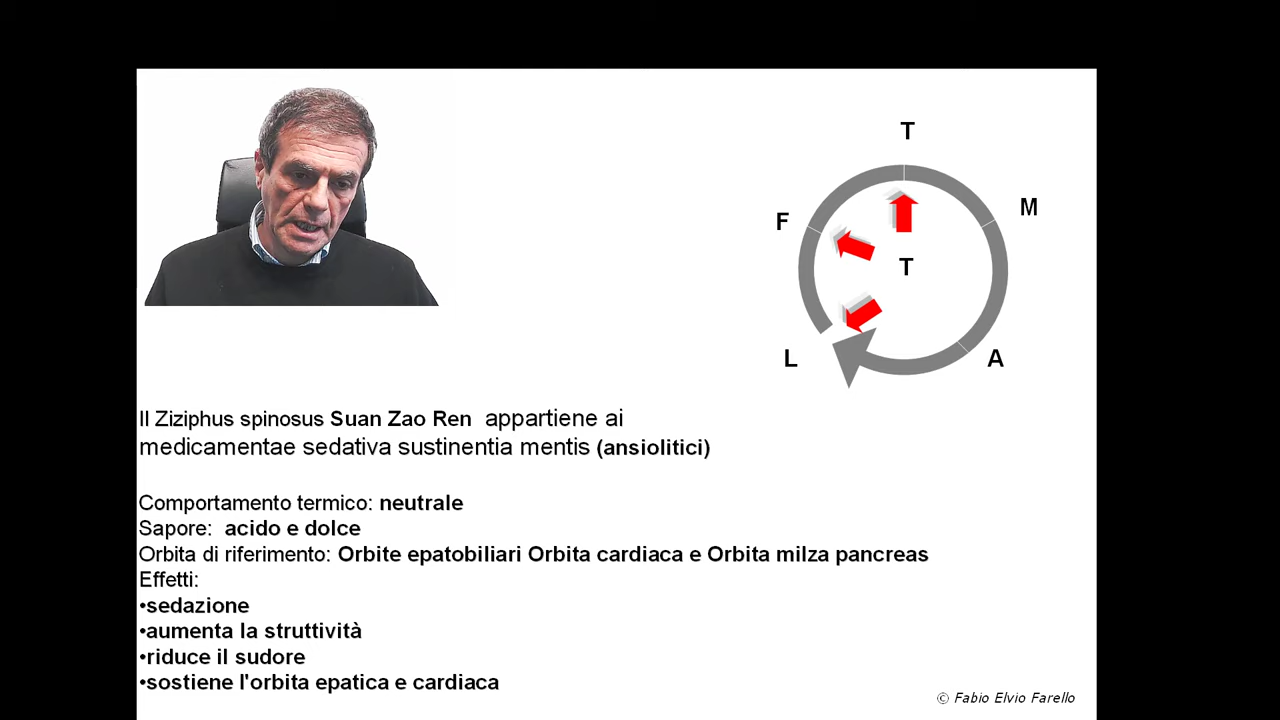 T
F
M
T
L
A
Il Ziziphus spinosus Suan Zao Ren appartiene ai
medicamentae sedativa sustinentia mentis (ansiolitici)
Comportamento termico: neutrale
Sapore: acido e dolce
Orbita di riferimento: Orbite epatobiliari Orbita cardiaca e Orbita milza pancreas
Effetti:
•sedazione
•aumenta la struttività
•riduce il sudore
•sostiene l'orbita epatica e cardiaca
© Fabio Elvio Farello